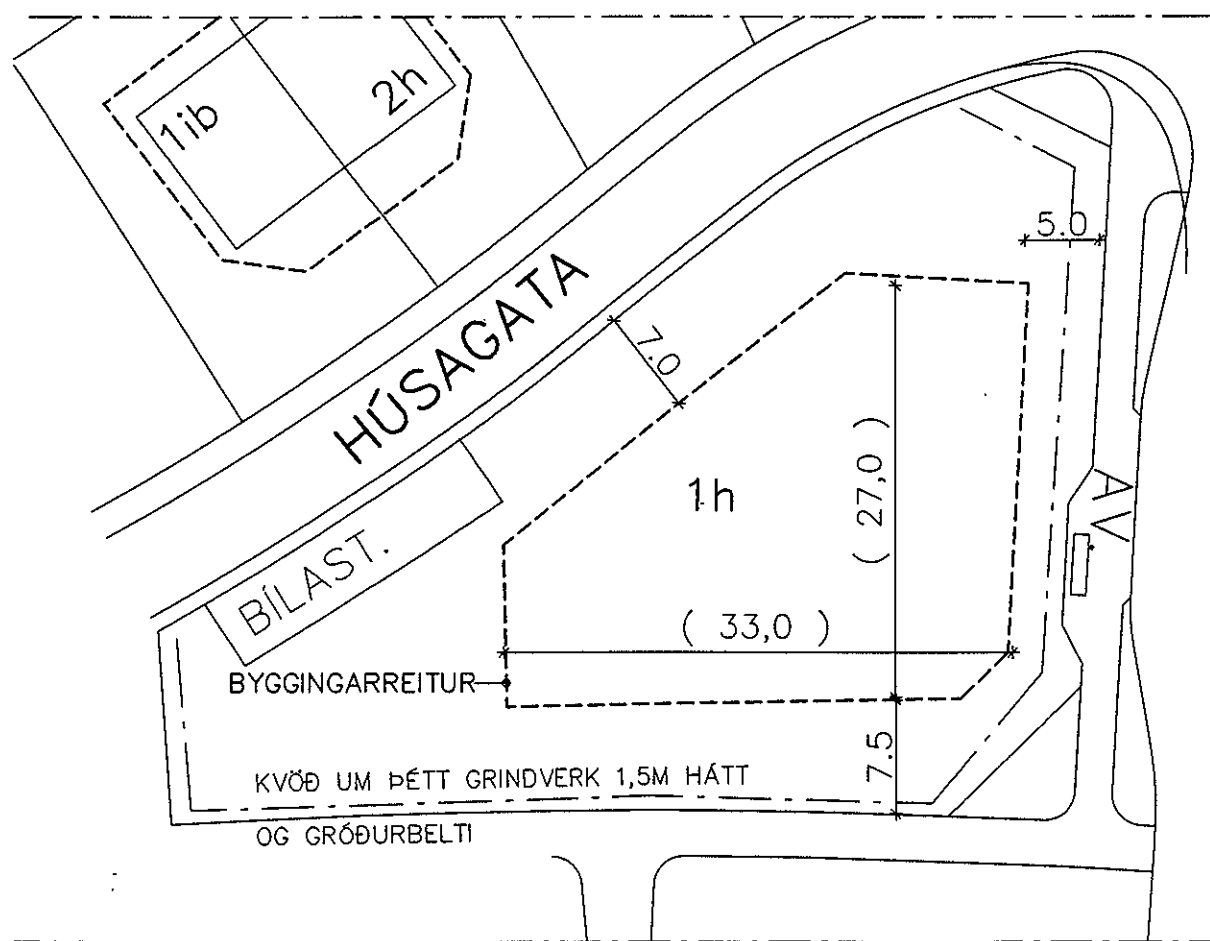 1ib
2h
HÚSAGATA
5.0
7.0
1h
( 27,0 )
AV
BÍLAST.
( 33,0 )
BYGGINGARREITUR
7.5
KVÖÐ UM ÞÉTT GRINDVERK 1,5M HÁTT
OG GRÓÐURBELTI